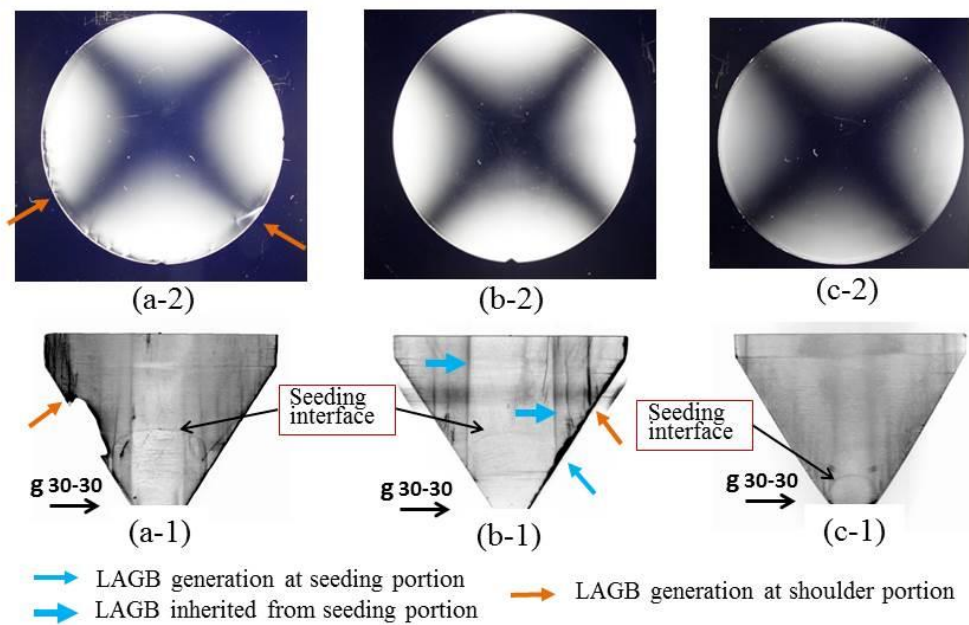 (a-2)
(b-2)
(c-2)
Seeding
interface
Seeding
interface
g 30-30
g 30-30
g 30-30
(a-1)
(b-1)
(c-1)
LAGB generation at seeding portion
LAGB inherited from seeding portion
LAGB generation at shoulder portion